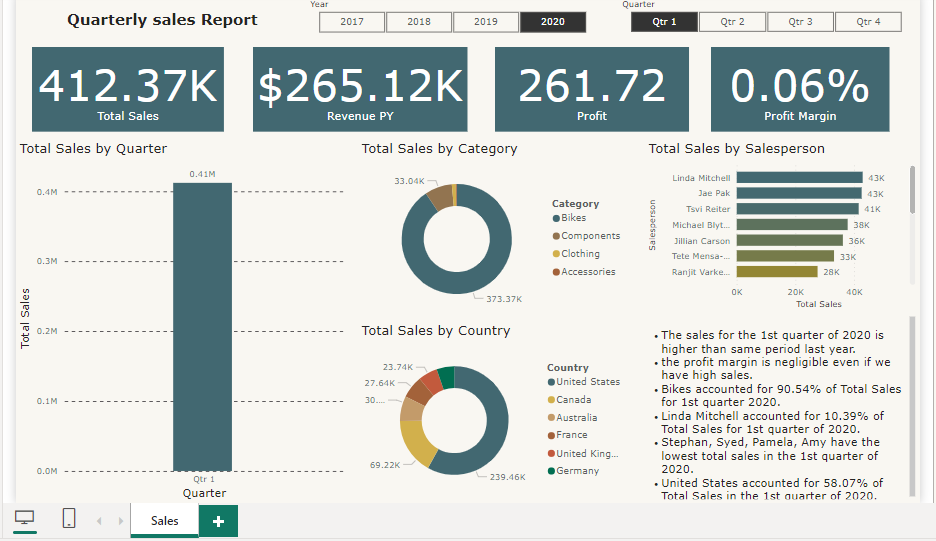 Year
Quarter
Quarterly sales Report
2017
2018
2019
2020
Qtr 1
Qtr 2
Qtr 3
Qtr 4
412.37K
Total Sales
$265.12K
Revenue PY
261.72
Profit
0.06%
Profit Margin
Total Sales by Quarter
0.41M
0.4M
0.3M
0.2M
0.1M
0.0M
Total Sales
Qtr 1
Quarter
Total Sales by Category
33.04K
373.37K
Category
Bikes
Components
Clothing
Accessories
Total Sales by Country
23.74K
27.64K
30....
69.22K
239.46K
Country
United States
Canada
Australia
France
United King...
Germany
Total Sales by Salesperson
Salesperson
Linda Mitchell 43K
Jae Pak 43K
Tsvi Reiter 41K
Michael Blyt... 38K
Jillian Carson 36K
Tete Mensa-... 33K
Ranjit Varke... 28K
0K 20K 40K
Total Sales
• The sales for the 1st quarter of 2020 is
higher than same period last year.
• the profit margin is negligible even if we
have high sales.
• Bikes accounted for 90.54% of Total Sales
for 1st quarter 2020.
• Linda Mitchell accounted for 10.39% of
Total Sales for 1st quarter of 2020.
• Stephan, Syed, Pamela, Amy have the
lowest total sales in the 1st quarter of
2020.
• United States accounted for 58.07% of
Total Sales in the 1st quarter of 2020.
Sales
+